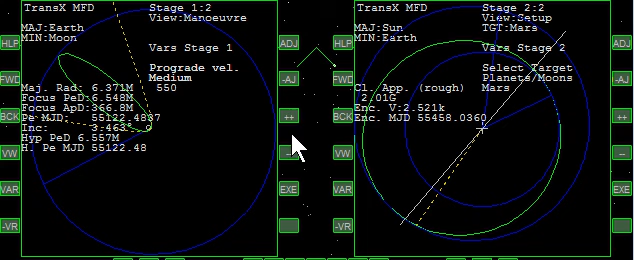 TransX MFD
Stage 1:2
View:Manoeuvre
MAJ:Earth
MIN:Moon
Vars Stage 1
Prograde vel.
Medium
550
Maj. Rad: 6.371M
Focus PeD:6.548M
Focus ApD:366.8M
Pe MJD: 55122.4837
Inc: 3.463°
Hyp PeD 6.557M
H. Pe MJD 55122.48
HLP
FWD
BCK
VW
VAR
-VR
ADJ
-AJ
++
EXE
TransX MFD
Stage 2:2
View:Setup
TGT:Mars
MAJ:Sun
MIN:Earth
Vars Stage 2
Select Target
Planets/Moons
Mars
Cl. App. (rough)
2.01G
Enc. V:2.521k
Enc. MJD 55458.0360
HLP
FWD
BCK
VW
VAR
-VR
ADJ
-AJ
++
--
EXE